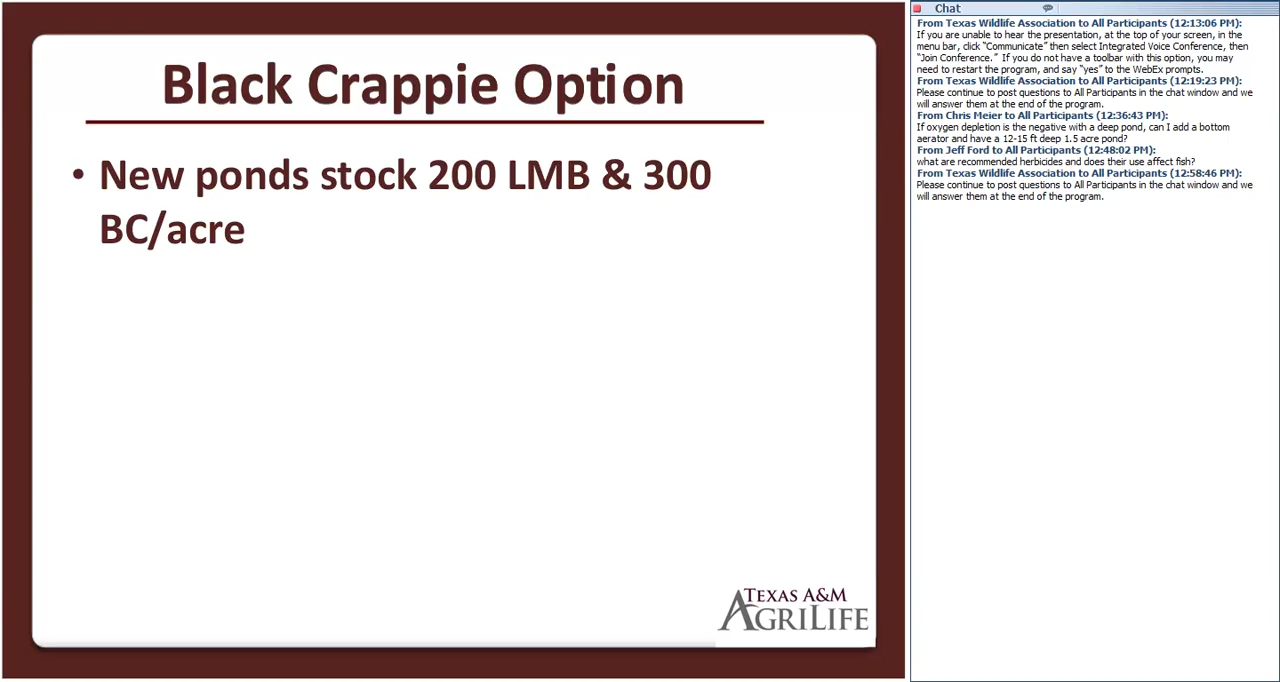 Black Crappie Option
• New ponds stock 200 LMB & 300
BC/acre
TEXAS A&M
AGRILIFE
Chat
From Texas Wildlife Association to All Participants (12:13:06 PM):
If you are unable to hear the presentation, at the top of your screen, in the
menu bar, click “Communicate” then select Integrated Voice Conference, then
“Join Conference.”  If you do not have a toolbar with this option, you may
need to restart the program, and say “yes” to the WebEx prompts.
From Texas Wildlife Association to All Participants (12:19:23 PM):
Please continue to post questions to All Participants in the chat window and we
will answer them at the end of the program.
From Chris Meier to All Participants (12:36:43 PM):
If oxygen depletion is the negative with a deep pond, can I add a bottom
aerator and have a 12-15 ft deep 1.5 acre pond?
From Jeff Ford to All Participants (12:48:02 PM):
what are recommended herbicides and does their use affect fish?
From Texas Wildlife Association to All Participants (12:58:46 PM):
Please continue to post questions to All Participants in the chat window and we
will answer them at the end of the program.